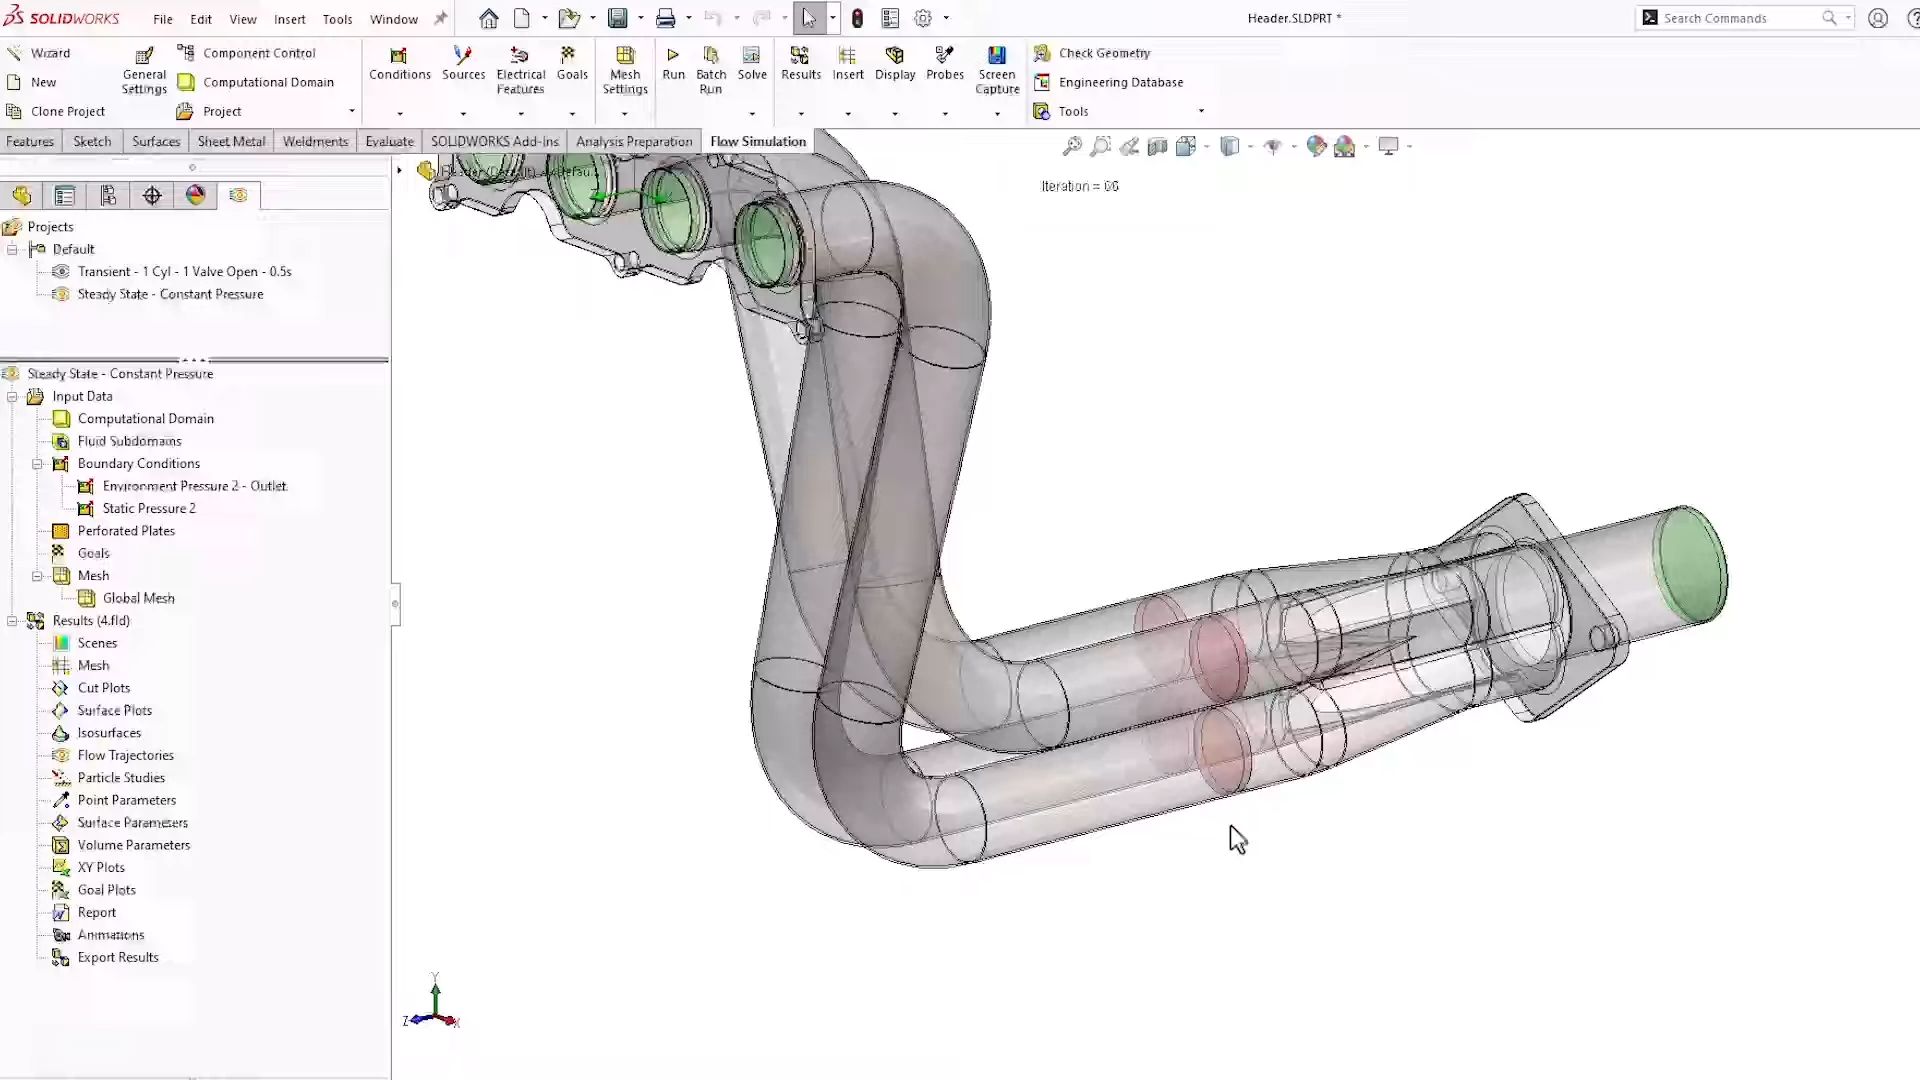 SOLIDWORKS File Edit View Insert Tools Window Header.SLDPRT * Search Commands
Wizard
New
Clone Project
General Settings
Component Control
Computational Domain
Project
Conditions
Sources
Electrical Features
Goals
Mesh Settings
Run
Batch Run
Solve
Results
Insert
Display
Probes
Screen Capture
Check Geometry
Engineering Database
Tools
Features Sketch Surfaces Sheet Metal Weldments Evaluate SOLIDWORKS Add-Ins Analysis Preparation Flow Simulation
Iteration = 66
Projects
Default
Transient - 1 Cyl - 1 Valve Open - 0.5s
Steady State - Constant Pressure
Steady State - Constant Pressure
Input Data
Computational Domain
Fluid Subdomains
Boundary Conditions
Environment Pressure 2 - Outlet
Static Pressure 2
Perforated Plates
Goals
Mesh
Global Mesh
Results (4.fld)
Scenes
Mesh
Cut Plots
Surface Plots
Isosurfaces
Flow Trajectories
Particle Studies
Point Parameters
Surface Parameters
Volume Parameters
XY Plots
Goal Plots
Report
Animations
Export Results
Y
Z
X